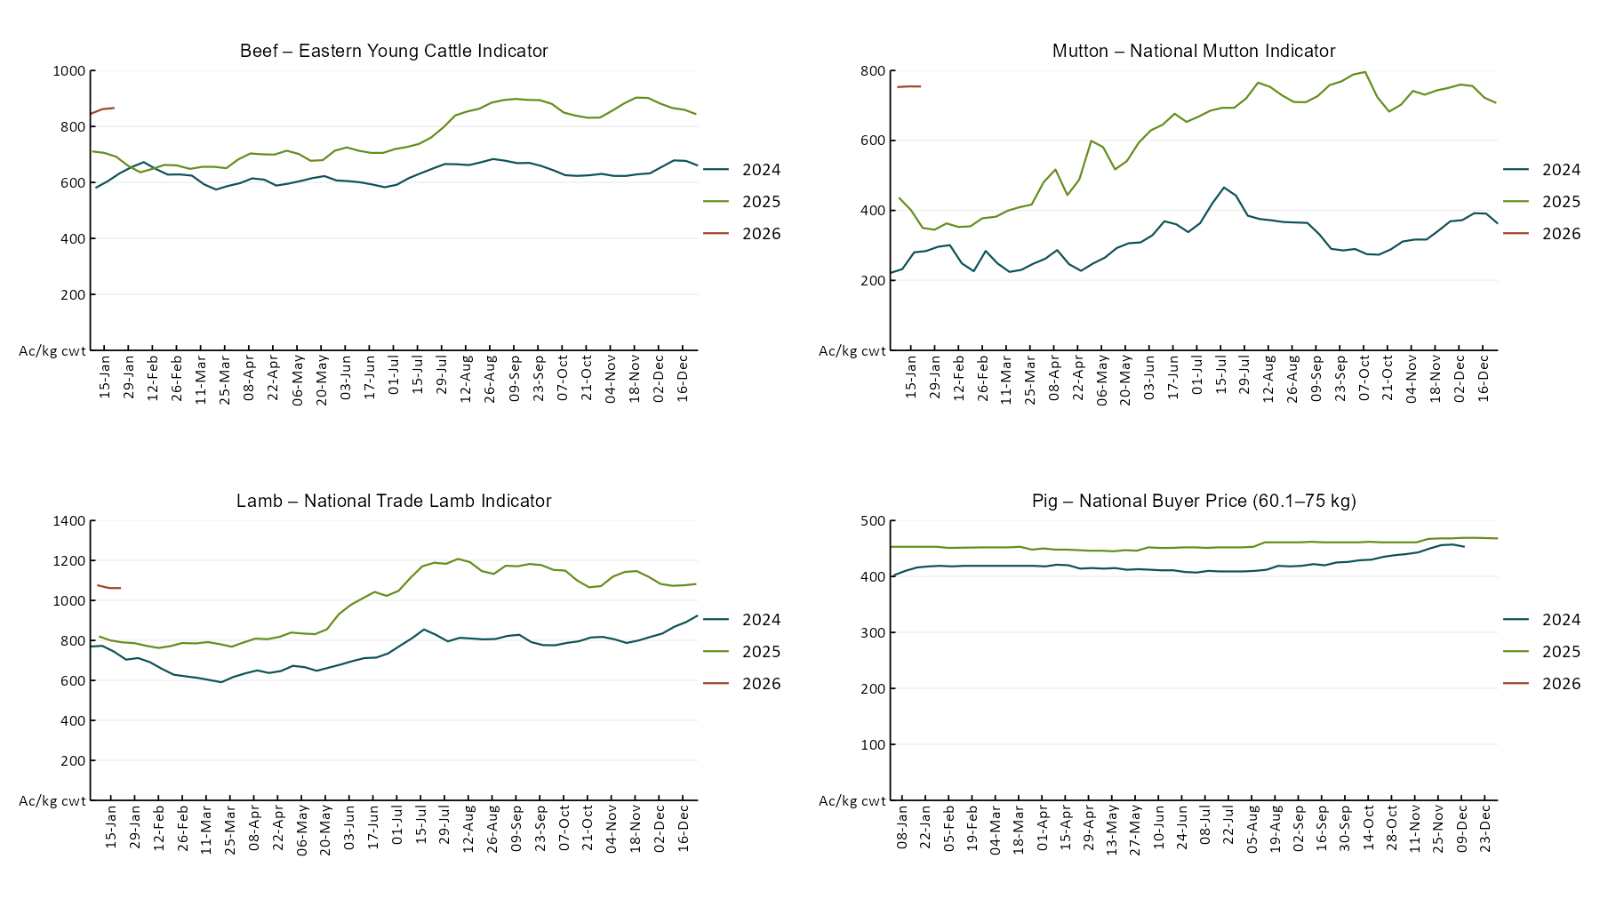 Beef – Eastern Young Cattle Indicator
1000
800
600
400
200
Ac/kg cwt
15-Jan
29-Jan
12-Feb
26-Feb
11-Mar
25-Mar
08-Apr
22-Apr
06-May
20-May
03-Jun
17-Jun
01-Jul
15-Jul
29-Jul
12-Aug
26-Aug
09-Sep
23-Sep
07-Oct
21-Oct
04-Nov
18-Nov
02-Dec
16-Dec
2024
2025
2026
Mutton – National Mutton Indicator
800
600
400
200
Ac/kg cwt
15-Jan
29-Jan
12-Feb
26-Feb
11-Mar
25-Mar
08-Apr
22-Apr
06-May
20-May
03-Jun
17-Jun
01-Jul
15-Jul
29-Jul
12-Aug
26-Aug
09-Sep
23-Sep
07-Oct
21-Oct
04-Nov
18-Nov
02-Dec
16-Dec
2024
2025
2026
Lamb – National Trade Lamb Indicator
1400
1200
1000
800
600
400
200
Ac/kg cwt
15-Jan
29-Jan
12-Feb
26-Feb
11-Mar
25-Mar
08-Apr
22-Apr
06-May
20-May
03-Jun
17-Jun
01-Jul
15-Jul
29-Jul
12-Aug
26-Aug
09-Sep
23-Sep
07-Oct
21-Oct
04-Nov
18-Nov
02-Dec
16-Dec
2024
2025
2026
Pig – National Buyer Price (60.1–75 kg)
500
400
300
200
100
Ac/kg cwt
08-Jan
22-Jan
05-Feb
19-Feb
04-Mar
18-Mar
01-Apr
15-Apr
29-Apr
13-May
27-May
10-Jun
24-Jun
08-Jul
22-Jul
05-Aug
19-Aug
02-Sep
16-Sep
30-Sep
14-Oct
28-Oct
11-Nov
25-Nov
09-Dec
23-Dec
2024
2025
2026